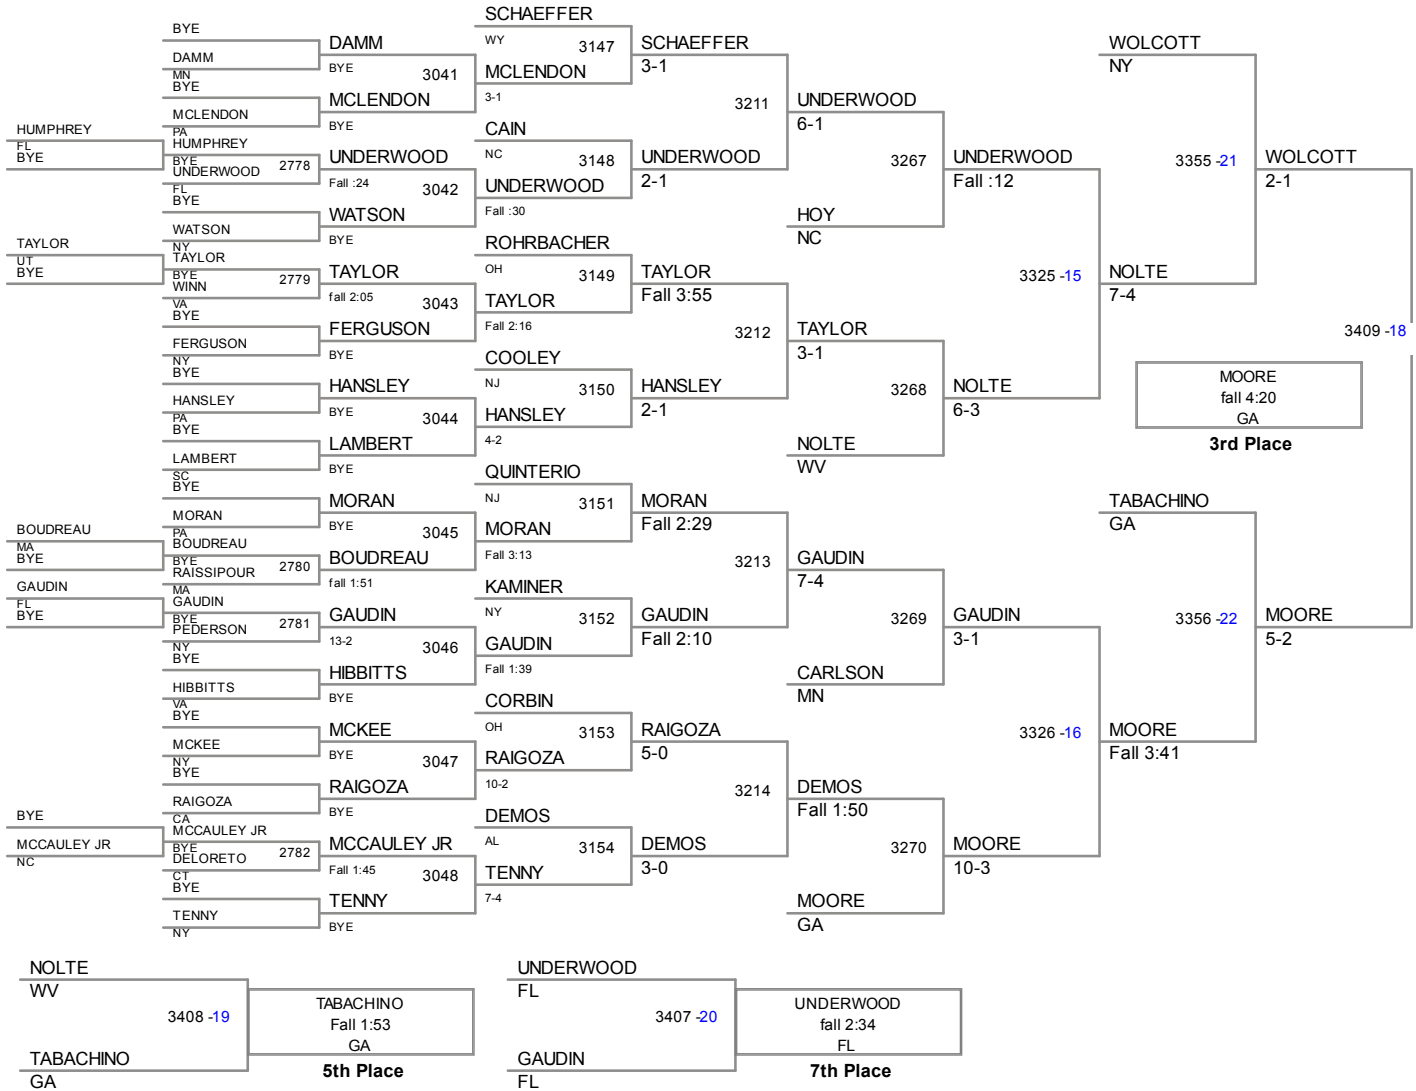 SCHAEFFER
BYE
WY
3147
DAMM
SCHAEFFER
WOLCOTT
DAMM
BYE
3041
MCLENDON
3-1
NY
MN
BYE
3-1
MCLENDON
3211
UNDERWOOD
MCLENDON
BYE
6-1
HUMPHREY
PA
CAIN
FL
HUMPHREY
NC
3148
3267
3355 -21
BYE
BYE
2778
UNDERWOOD
UNDERWOOD
UNDERWOOD
WOLCOTT
UNDERWOOD
Fall :24
3042
UNDERWOOD
2-1
Fall :12
2-1
FL
BYE
Fall :30
WATSON
HOY
WATSON
BYE
NC
TAYLOR
NY
ROHRBACHER
UT
TAYLOR
OH
3149
3325 -15
BYE
BYE
2779
TAYLOR
TAYLOR
NOLTE
WINN
fall 2:05
3043
TAYLOR
Fall 3:55
7-4
VA
BYE
Fall 2:16
FERGUSON
3212
TAYLOR
3409 -18
FERGUSON
BYE
3-1
NY
COOLEY
BYE
NJ
3150
3268
HANSLEY
HANSLEY
NOLTE
MOORE
HANSLEY
BYE
3044
HANSLEY
2-1
6-3
fall 4:20
PA
BYE
4-2
GA
LAMBERT
NOLTE
3rd Place
LAMBERT
BYE
WV
SC
QUINTERIO
BYE
NJ
3151
MORAN
MORAN
TABACHINO
MORAN
BYE
3045
MORAN
Fall 2:29
GA
BOUDREAU
PA
MA
BOUDREAU
Fall 3:13
BYE
BYE
2780
BOUDREAU
3213
GAUDIN
RAISSIPOUR
fall 1:51
7-4
GAUDIN
MA
KAMINER
FL
GAUDIN
NY
3152
3269
3356 -22
BYE
BYE
2781
GAUDIN
GAUDIN
GAUDIN
MOORE
PEDERSON
13-2
3046
GAUDIN
Fall 2:10
3-1
5-2
NY
BYE
Fall 1:39
HIBBITTS
CARLSON
HIBBITTS
BYE
MN
VA
CORBIN
BYE
OH
3153
3326 -16
MCKEE
RAIGOZA
MOORE
MCKEE
BYE
3047
RAIGOZA
5-0
Fall 3:41
NY
BYE
10-2
RAIGOZA
3214
DEMOS
RAIGOZA
BYE
Fall 1:50
BYE
CA
DEMOS
MCCAULEY JR
AL
3154
3270
MCCAULEY JR
BYE
2782
MCCAULEY JR
DEMOS
MOORE
NC
DELORETO
Fall 1:45
3048
TENNY
3-0
10-3
CT
BYE
7-4
TENNY
MOORE
TENNY
BYE
GA
NY
NOLTE
WV
3408 -19
TABACHINO
GA
TABACHINO
Fall 1:53
GA
5th Place
UNDERWOOD
FL
3407 -20
GAUDIN
FL
UNDERWOOD
fall 2:34
FL
7th Place